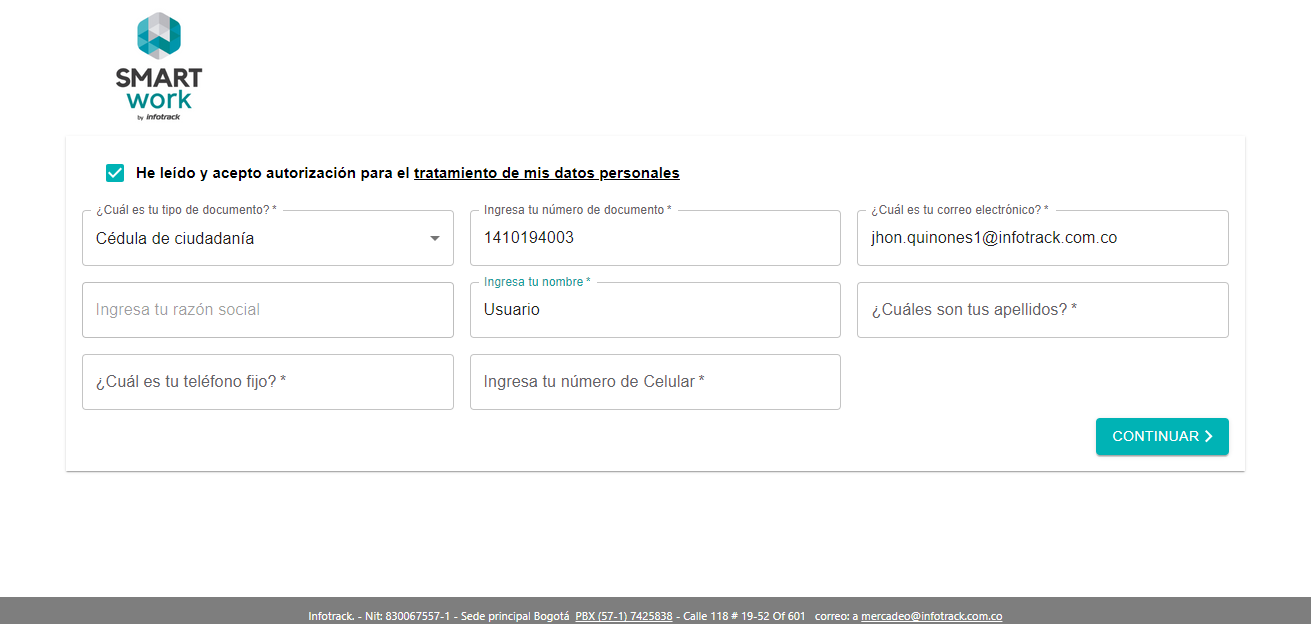 SMART
work
by infotrack
He leído y acepto autorización para el tratamiento de mis datos personales
¿Cuál es tu tipo de documento? *
Cédula de ciudadanía
Ingresa tu número de documento *
1410194003
¿Cuál es tu correo electrónico? *
jhon.quinones1@infotrack.com.co
Ingresa tu razón social
Ingresa tu nombre *
Usuario
¿Cuáles son tus apellidos? *
¿Cuál es tu teléfono fijo? *
Ingresa tu número de Celular *
CONTINUAR
Infotrack. - Nit: 830067557-1 - Sede principal Bogotá PBX (57-1) 7425838 - Calle 118 # 19-52 Of 601 correo: a mercadeo@infotrack.com.co